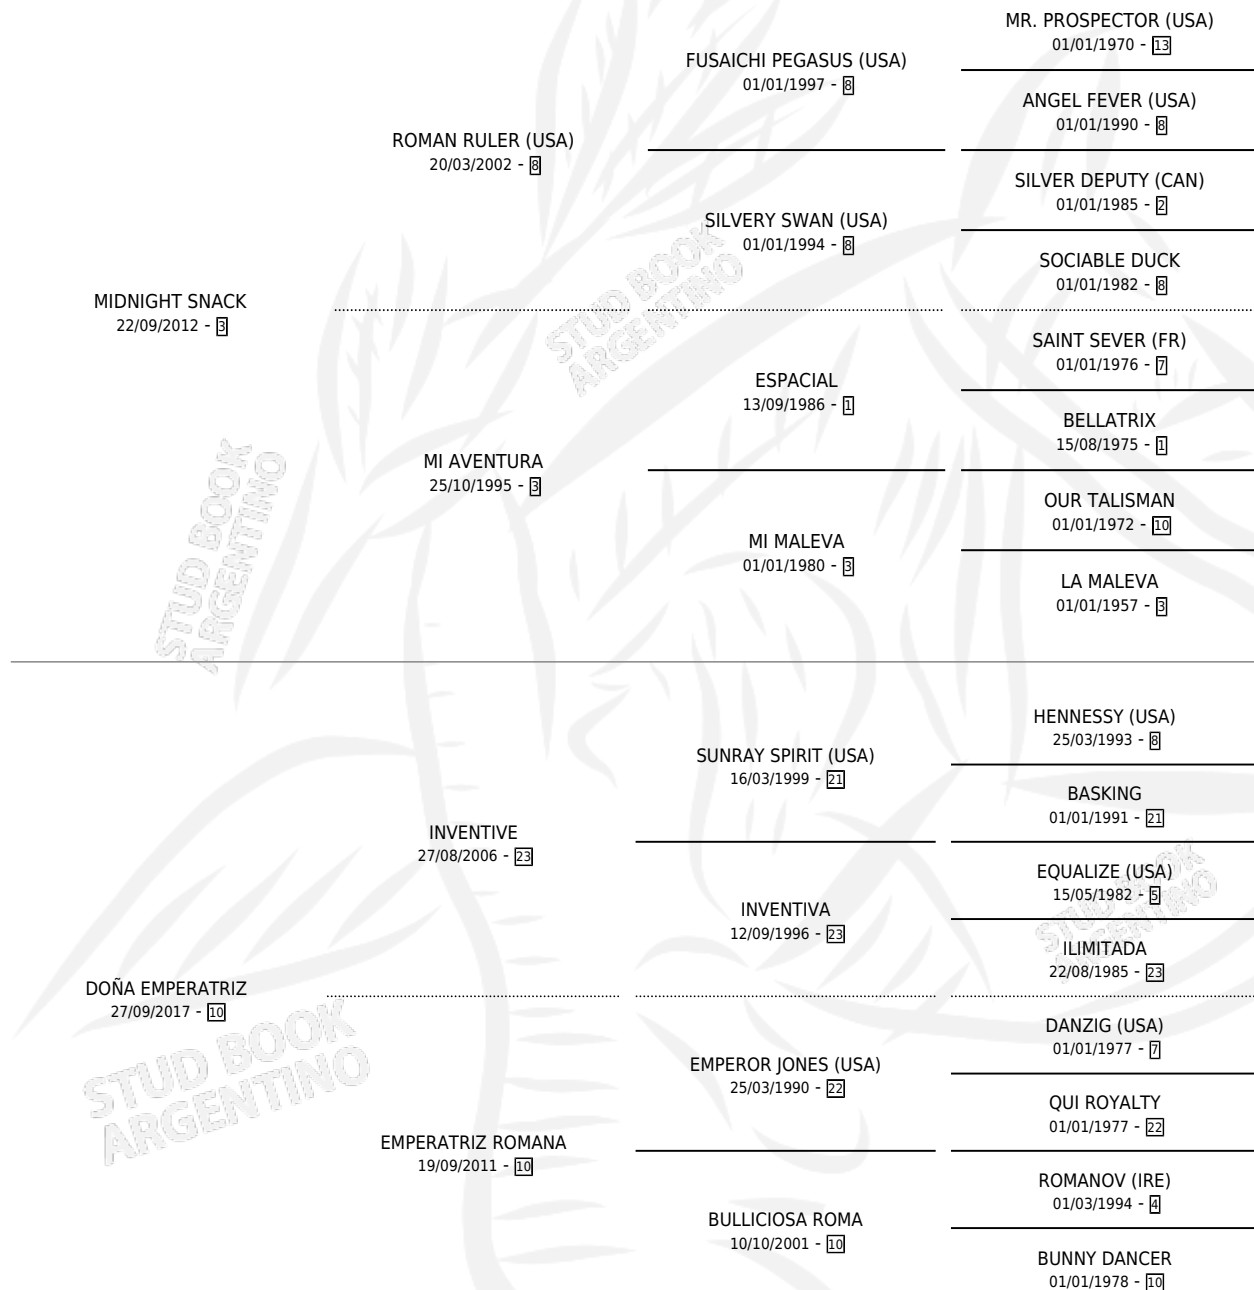 MR. PROSPECTOR (USA)
01/01/1970 - 13
FUSAICHI PEGASUS (USA)
01/01/1997 - 8
ANGEL FEVER (USA)
01/01/1990 - 8
ROMAN RULER (USA)
20/03/2002 - 8
SILVER DEPUTY (CAN)
01/01/1985 - 2
SILVERY SWAN (USA)
01/01/1994 - 8
SOCIABLE DUCK
01/01/1982 - 8
MIDNIGHT SNACK
22/09/2012 - 3
STUD BOOK
ARGENTINO
SAINT SEVER (FR)
01/01/1976 - 7
ESPACIAL
13/09/1986 - 1
BELLATRIX
15/08/1975 - 1
MI AVENTURA
25/10/1995 - 3
OUR TALISMAN
01/01/1972 - 10
MI MALEVA
01/01/1980 - 3
LA MALEVA
01/01/1957 - 3
STUD BOOK
ARGENTINO
HENNESSY (USA)
25/03/1993 - 8
SUNRAY SPIRIT (USA)
16/03/1999 - 21
BASKING
01/01/1991 - 21
INVENTIVE
27/08/2006 - 23
EQUALIZE (USA)
15/05/1982 - 5
INVENTIVA
12/09/1996 - 23
STUD BOOK
ARGENTINO
ILIMITADA
22/08/1985 - 23
DOÑA EMPERATRIZ
27/09/2017 - 10
STUD BOOK
ARGENTINO
DANZIG (USA)
01/01/1977 - 7
EMPEROR JONES (USA)
25/03/1990 - 22
QUI ROYALTY
01/01/1977 - 22
EMPERATRIZ ROMANA
19/09/2011 - 10
ROMANOV (IRE)
01/03/1994 - 4
BULLICIOSA ROMA
10/10/2001 - 10
BUNNY DANCER
01/01/1978 - 10